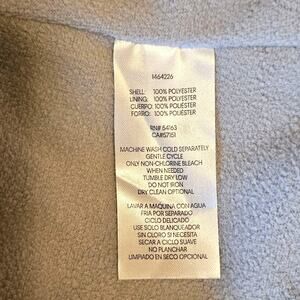 1464226
SHELL: 100% POLYESTER
LINING: 100% POLYESTER
CUERPO: 100% POLIÉSTER
FORRO: 100% POLIÉSTER
RN# 54163
CA#57151
MACHINE WASH COLD SEPARATELY
GENTLE CYCLE
ONLY NON-CHLORINE BLEACH
WHEN NEEDED
TUMBLE DRY LOW
DO NOT IRON
DRY CLEAN OPTIONAL
LAVAR A MAQUINA CON AGUA
FRIA POR SEPARADO
CICLO DELICADO
USE SOLO BLANQUEADOR
SIN CLORO SI NECESITA
SECAR A CICLO SUAVE
NO PLANCHAR
LIMPIADO EN SECO OPCIONAL